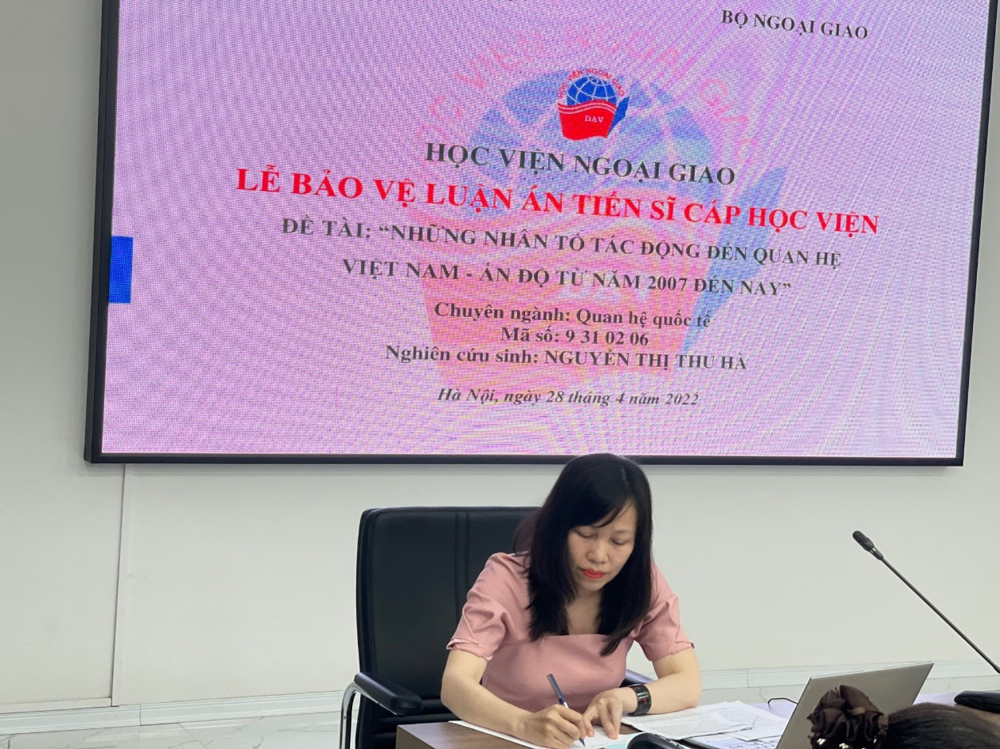 BỘ NGOẠI GIAO
HỌC VIỆN NGOẠI GIAO
DAV
HỌC VIỆN NGOẠI GIAO
LỄ BẢO VỆ LUẬN ÁN TIẾN SĨ CẤP HỌC VIỆN
ĐỀ TÀI: “NHỮNG NHÂN TỐ TÁC ĐỘNG ĐẾN QUAN HỆ
VIỆT NAM - ẤN ĐỘ TỪ NĂM 2007 ĐẾN NAY”
Chuyên ngành: Quan hệ quốc tế
Mã số: 9 31 02 06
Nghiên cứu sinh: NGUYỄN THỊ THU HÀ
Hà Nội, ngày 28 tháng 4 năm 2022